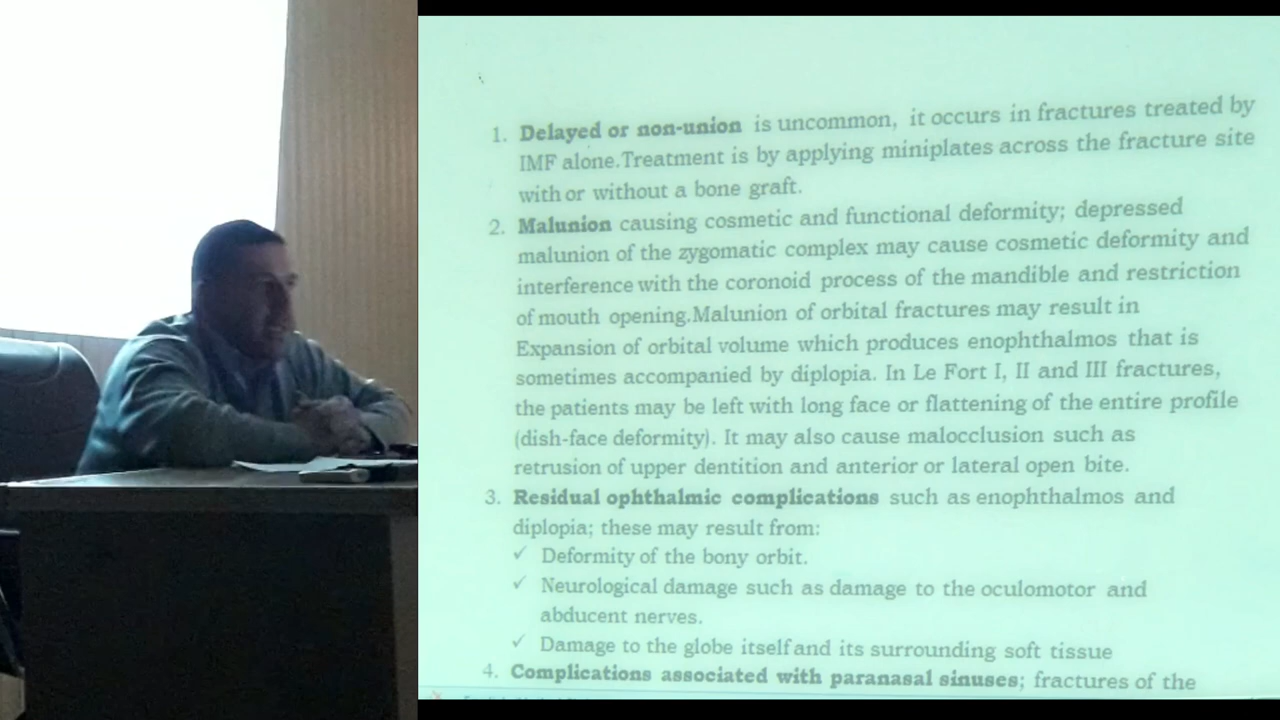 1. Delayed or non-union is uncommon, it occurs in fractures treated by
IMF alone.Treatment is by applying miniplates across the fracture site
with or without a bone graft.
2. Malunion causing cosmetic and functional deformity; depressed
malunion of the zygomatic complex may cause cosmetic deformity and
interference with the coronoid process of the mandible and restriction
of mouth opening.Malunion of orbital fractures may result in
Expansion of orbital volume which produces enophthalmos that is
sometimes accompanied by diplopia. In Le Fort I, II and III fractures,
the patients may be left with long face or flattening of the entire profile
(dish-face deformity). It may also cause malocclusion such as
retrusion of upper dentition and anterior or lateral open bite.
3. Residual ophthalmic complications such as enophthalmos and
diplopia; these may result from:
✓ Deformity of the bony orbit.
✓ Neurological damage such as damage to the oculomotor and
abducent nerves.
✓ Damage to the globe itself and its surrounding soft tissue
4. Complications associated with paranasal sinuses; fractures of the